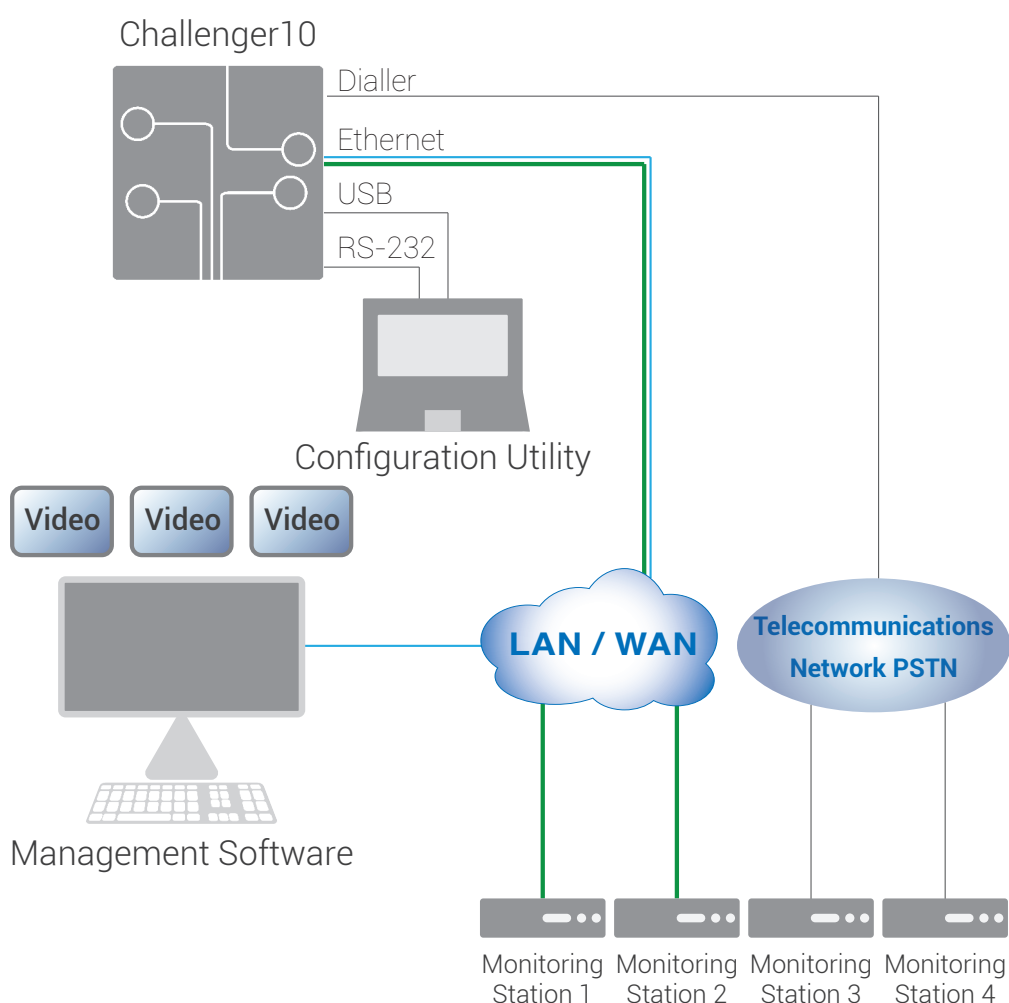 Challenger10
Dialler
Ethernet
USB
RS-232
Configuration Utility
Video
Video
Video
LAN / WAN
Telecommunications
Network PSTN
Management Software
Monitoring
Station 1
Monitoring
Station 2
Monitoring
Station 3
Monitoring
Station 4